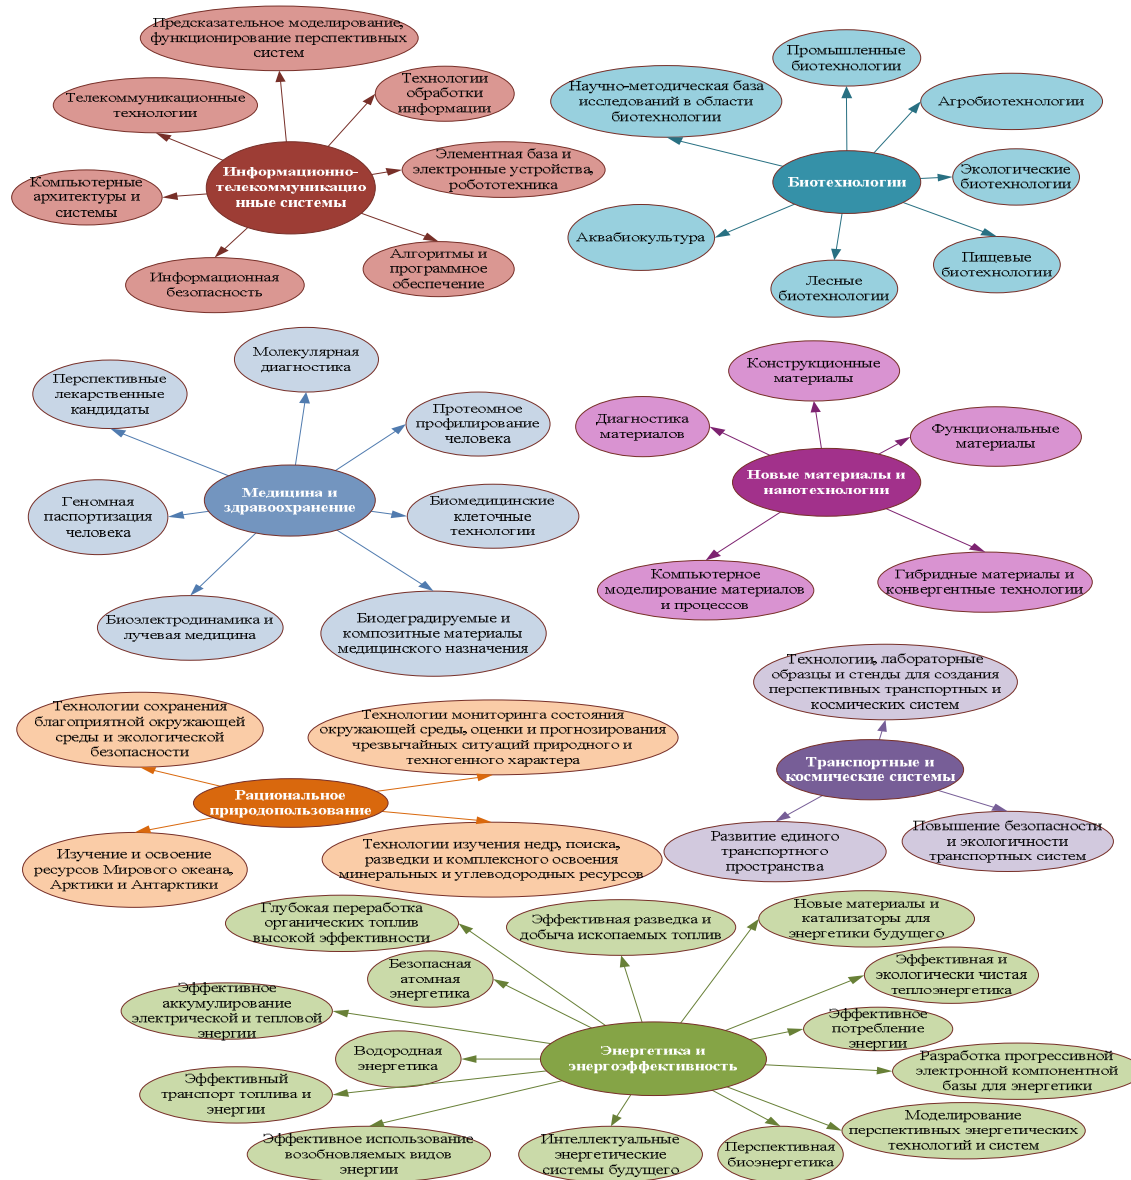 Предсказательное моделирование,
функционирование перспективных
систем
Телекоммуникационные
технологии
Технологии
обработки
информации
Информационно-
телекоммуникацио
нные системы
Элементная база и
электронные устройства,
робототехника
Компьютерные
архитектуры и
системы
Информационная
безопасность
Алгоритмы и
программное
обеспечение
Промышленные
биотехнологии
Научно-методическая база
исследований в области
биотехнологии
Агробиотехнологии
Биотехнологии
Экологические
биотехнологии
Аквабиокультура
Пищевые
биотехнологии
Лесные
биотехнологии
Молекулярная
диагностика
Перспективные
лекарственные
кандидаты
Протеомное
профилирование
человека
Медицина и
здравоохранение
Геномная
паспортизация
человека
Биомедицинские
клеточные
технологии
Биоэлектродинамика и
лучевая медицина
Биодеградируемые и
композитные материалы
медицинского назначения
Конструкционные
материалы
Диагностика
материалов
Функциональные
материалы
Новые материалы и
нанотехнологии
Компьютерное
моделирование материалов
и процессов
Гибридные материалы и
конвергентные технологии
Технологии, лабораторные
образцы и стенды для создания
перспективных транспортных и
космических систем
Транспортные и
космические системы
Развитие единого
транспортного
пространства
Повышение безопасности
и экологичности
транспортных систем
Технологии сохранения
благоприятной окружающей
среды и экологической
безопасности
Технологии мониторинга состояния
окружающей среды, оценки и прогнозирования
чрезвычайных ситуаций природного и
техногенного характера
Рациональное
природопользование
Изучение и освоение
ресурсов Мирового океана,
Арктики и Антарктики
Технологии изучения недр, поиска,
разведки и комплексного освоения
минеральных и углеводородных ресурсов
Глубокая переработка
органических топлив
высокой эффективности
Эффективная разведка и
добыча ископаемых топлив
Новые материалы и
катализаторы для
энергетики будущего
Безопасная
атомная
энергетика
Эффективная и
экологически чистая
теплоэнергетика
Эффективное
аккумулирование
электрической и тепловой
энергии
Эффективное
потребление
энергии
Водородная
энергетика
Энергетика и
энергоэффективность
Разработка прогрессивной
электронной компонентной
базы для энергетики
Эффективный
транспорт топлива и
энергии
Моделирование
перспективных энергетических
технологий и систем
Эффективное использование
возобновляемых видов
энергии
Интеллектуальные
энергетические
системы будущего
Перспективная
биоэнергетика